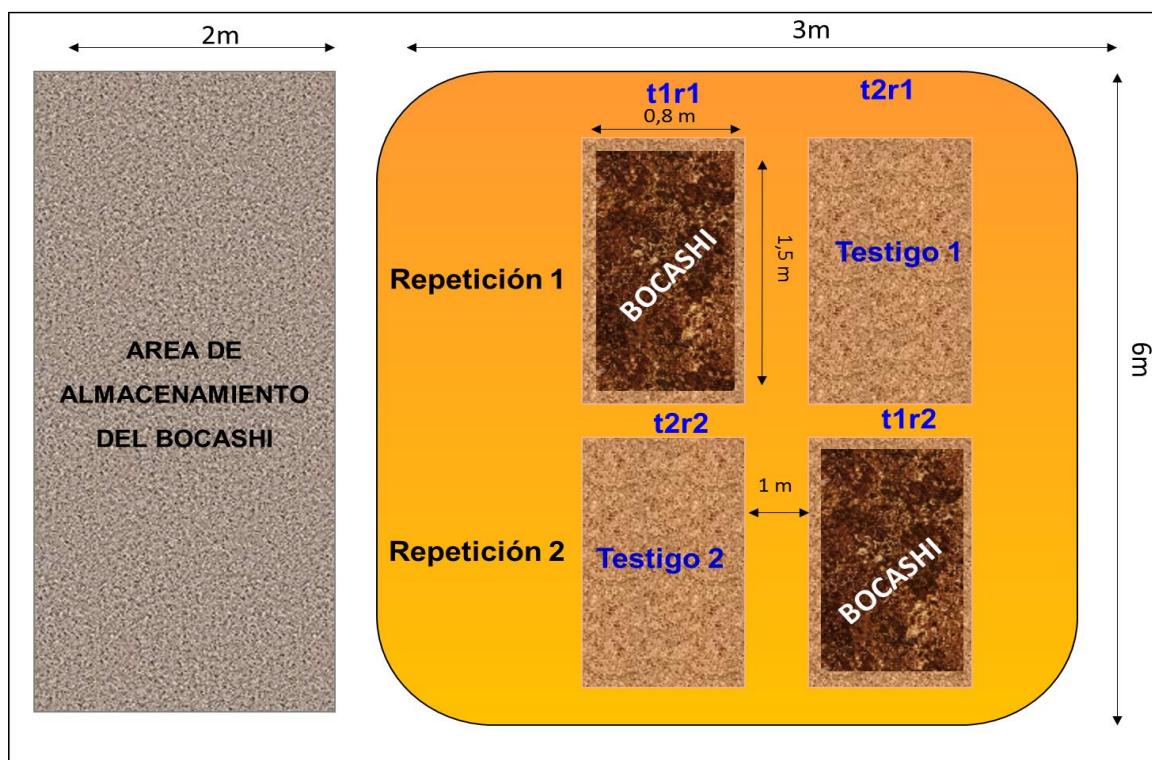 2m
3m
t1r1
t2r1
0,8 m
BOCASHI
1,5 m
Testigo 1
Repetición 1
6m
AREA DE
ALMACENAMIENTO
DEL BOCASHI
t2r2
t1r2
1 m
Repetición 2
Testigo 2
BOCASHI